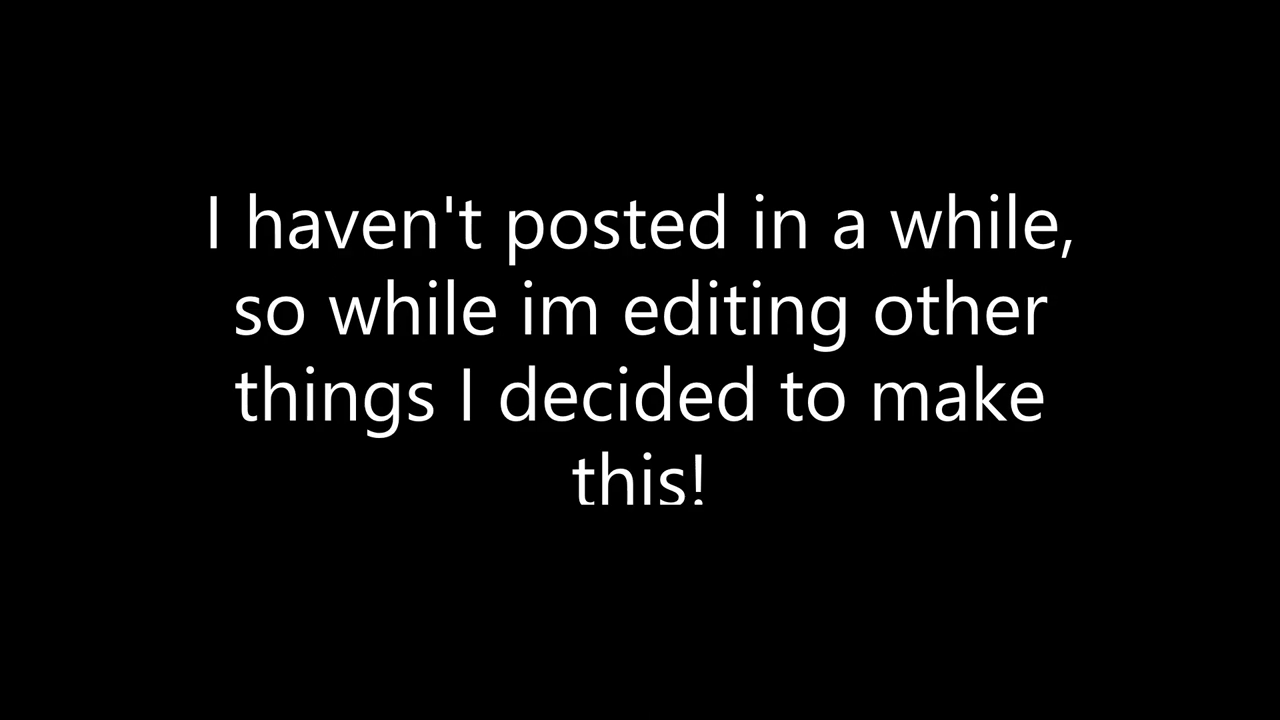 I haven't posted in a while,
so while im editing other
things I decided to make
this!